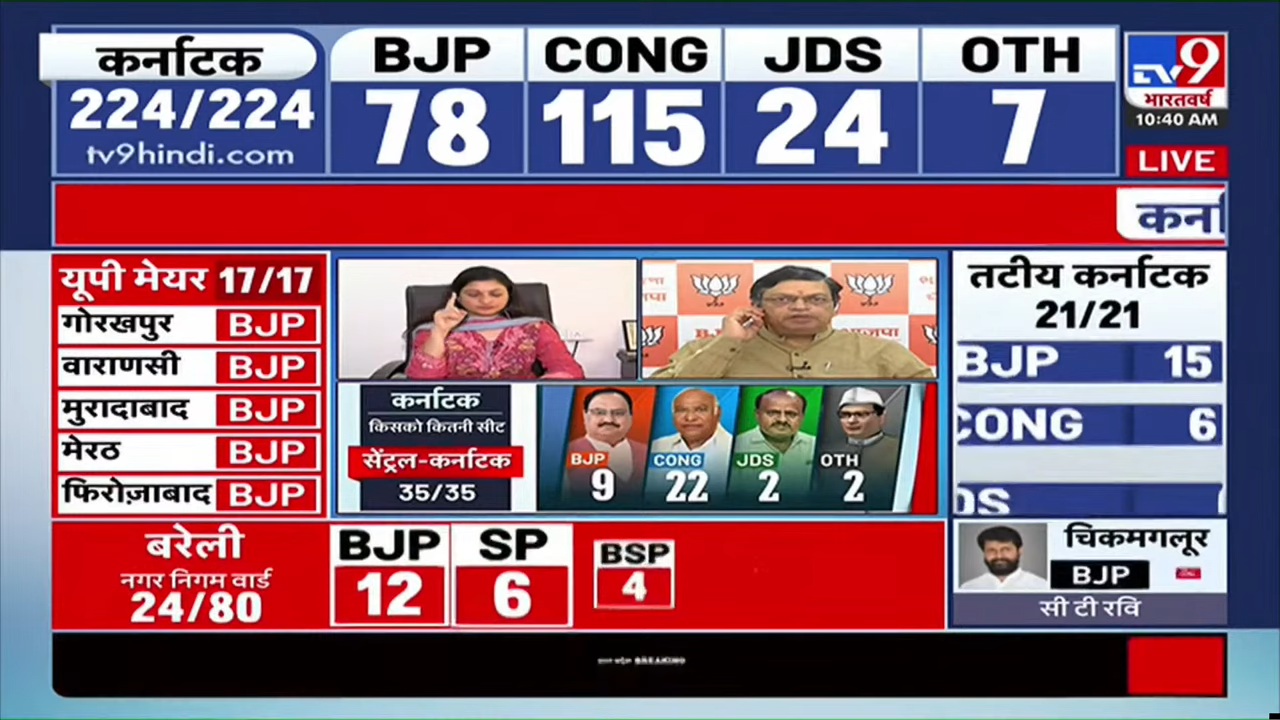 कर्नाटक
224/224
tv9hindi.com
BJP
78
CONG
115
JDS
24
OTH
7
TV9
भारतवर्ष
10:40 AM
LIVE
यूपी मेयर 17/17
गोरखपुर BJP
वाराणसी BJP
मुरादाबाद BJP
मेरठ BJP
फिरोज़ाबाद BJP
कर्नाटक
किसको कितनी सीट
सेंट्रल-कर्नाटक
35/35
BJP
9
CONG
22
JDS
2
OTH
2
तटीय कर्नाटक
21/21
BJP 15
CONG 6
बरेली
नगर निगम वार्ड
24/80
BJP
12
SP
6
BSP
4
चिकमगलूर
BJP
सी टी रवि
BREAKING